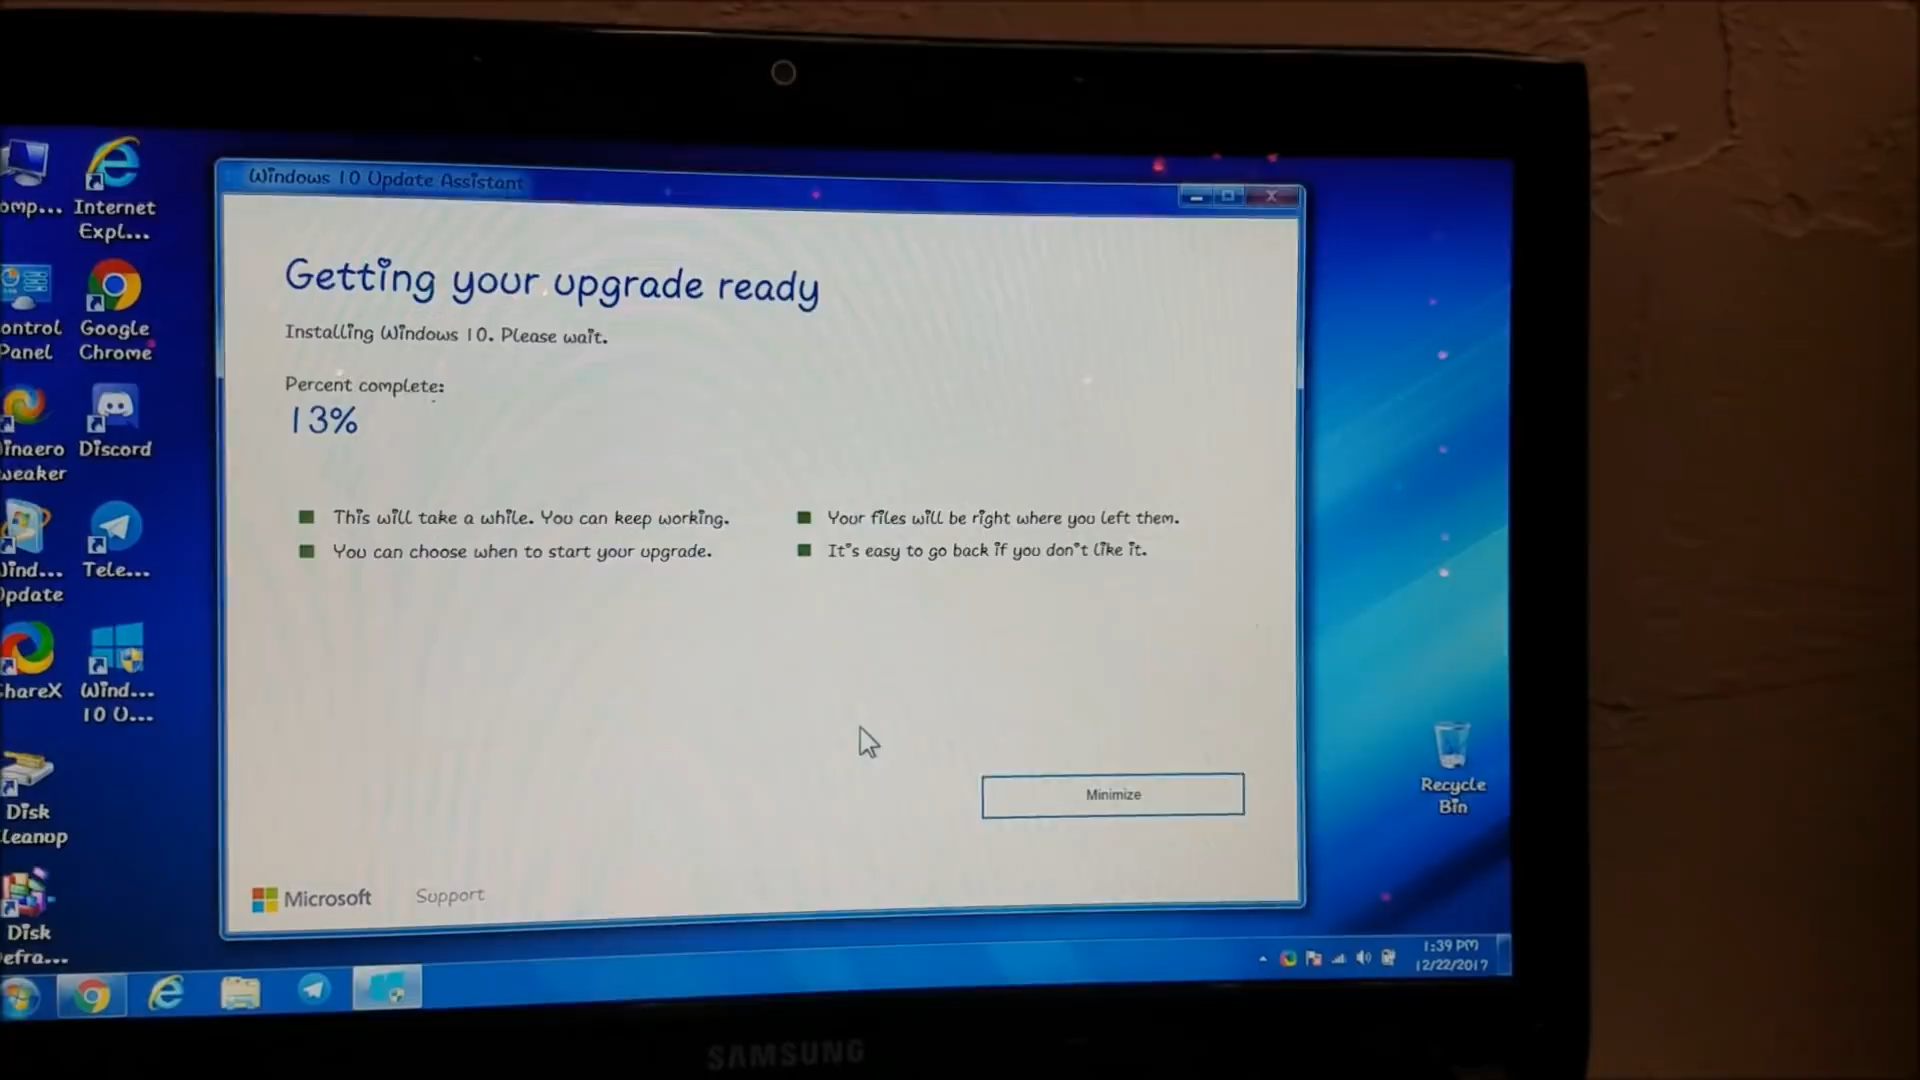 Windows 10 Update Assistant
Getting your upgrade ready
Installing Windows 10. Please wait.
Percent complete:
13%
This will take a while. You can keep working.
You can choose when to start your upgrade.
Your files will be right where you left them.
It"s easy to go back if you don"t like it.
Minimize
Microsoft
Support
omp...
Internet
Expl...
ontrol
Panel
Google
Chrome
inaero
weaker
Discord
Wind...
Update
Tele...
ShareX
Wind...
10 U...
Disk
Cleanup
Disk
efra...
Recycle
Bin
1:39 PM
12/22/2017
SAMSUNG